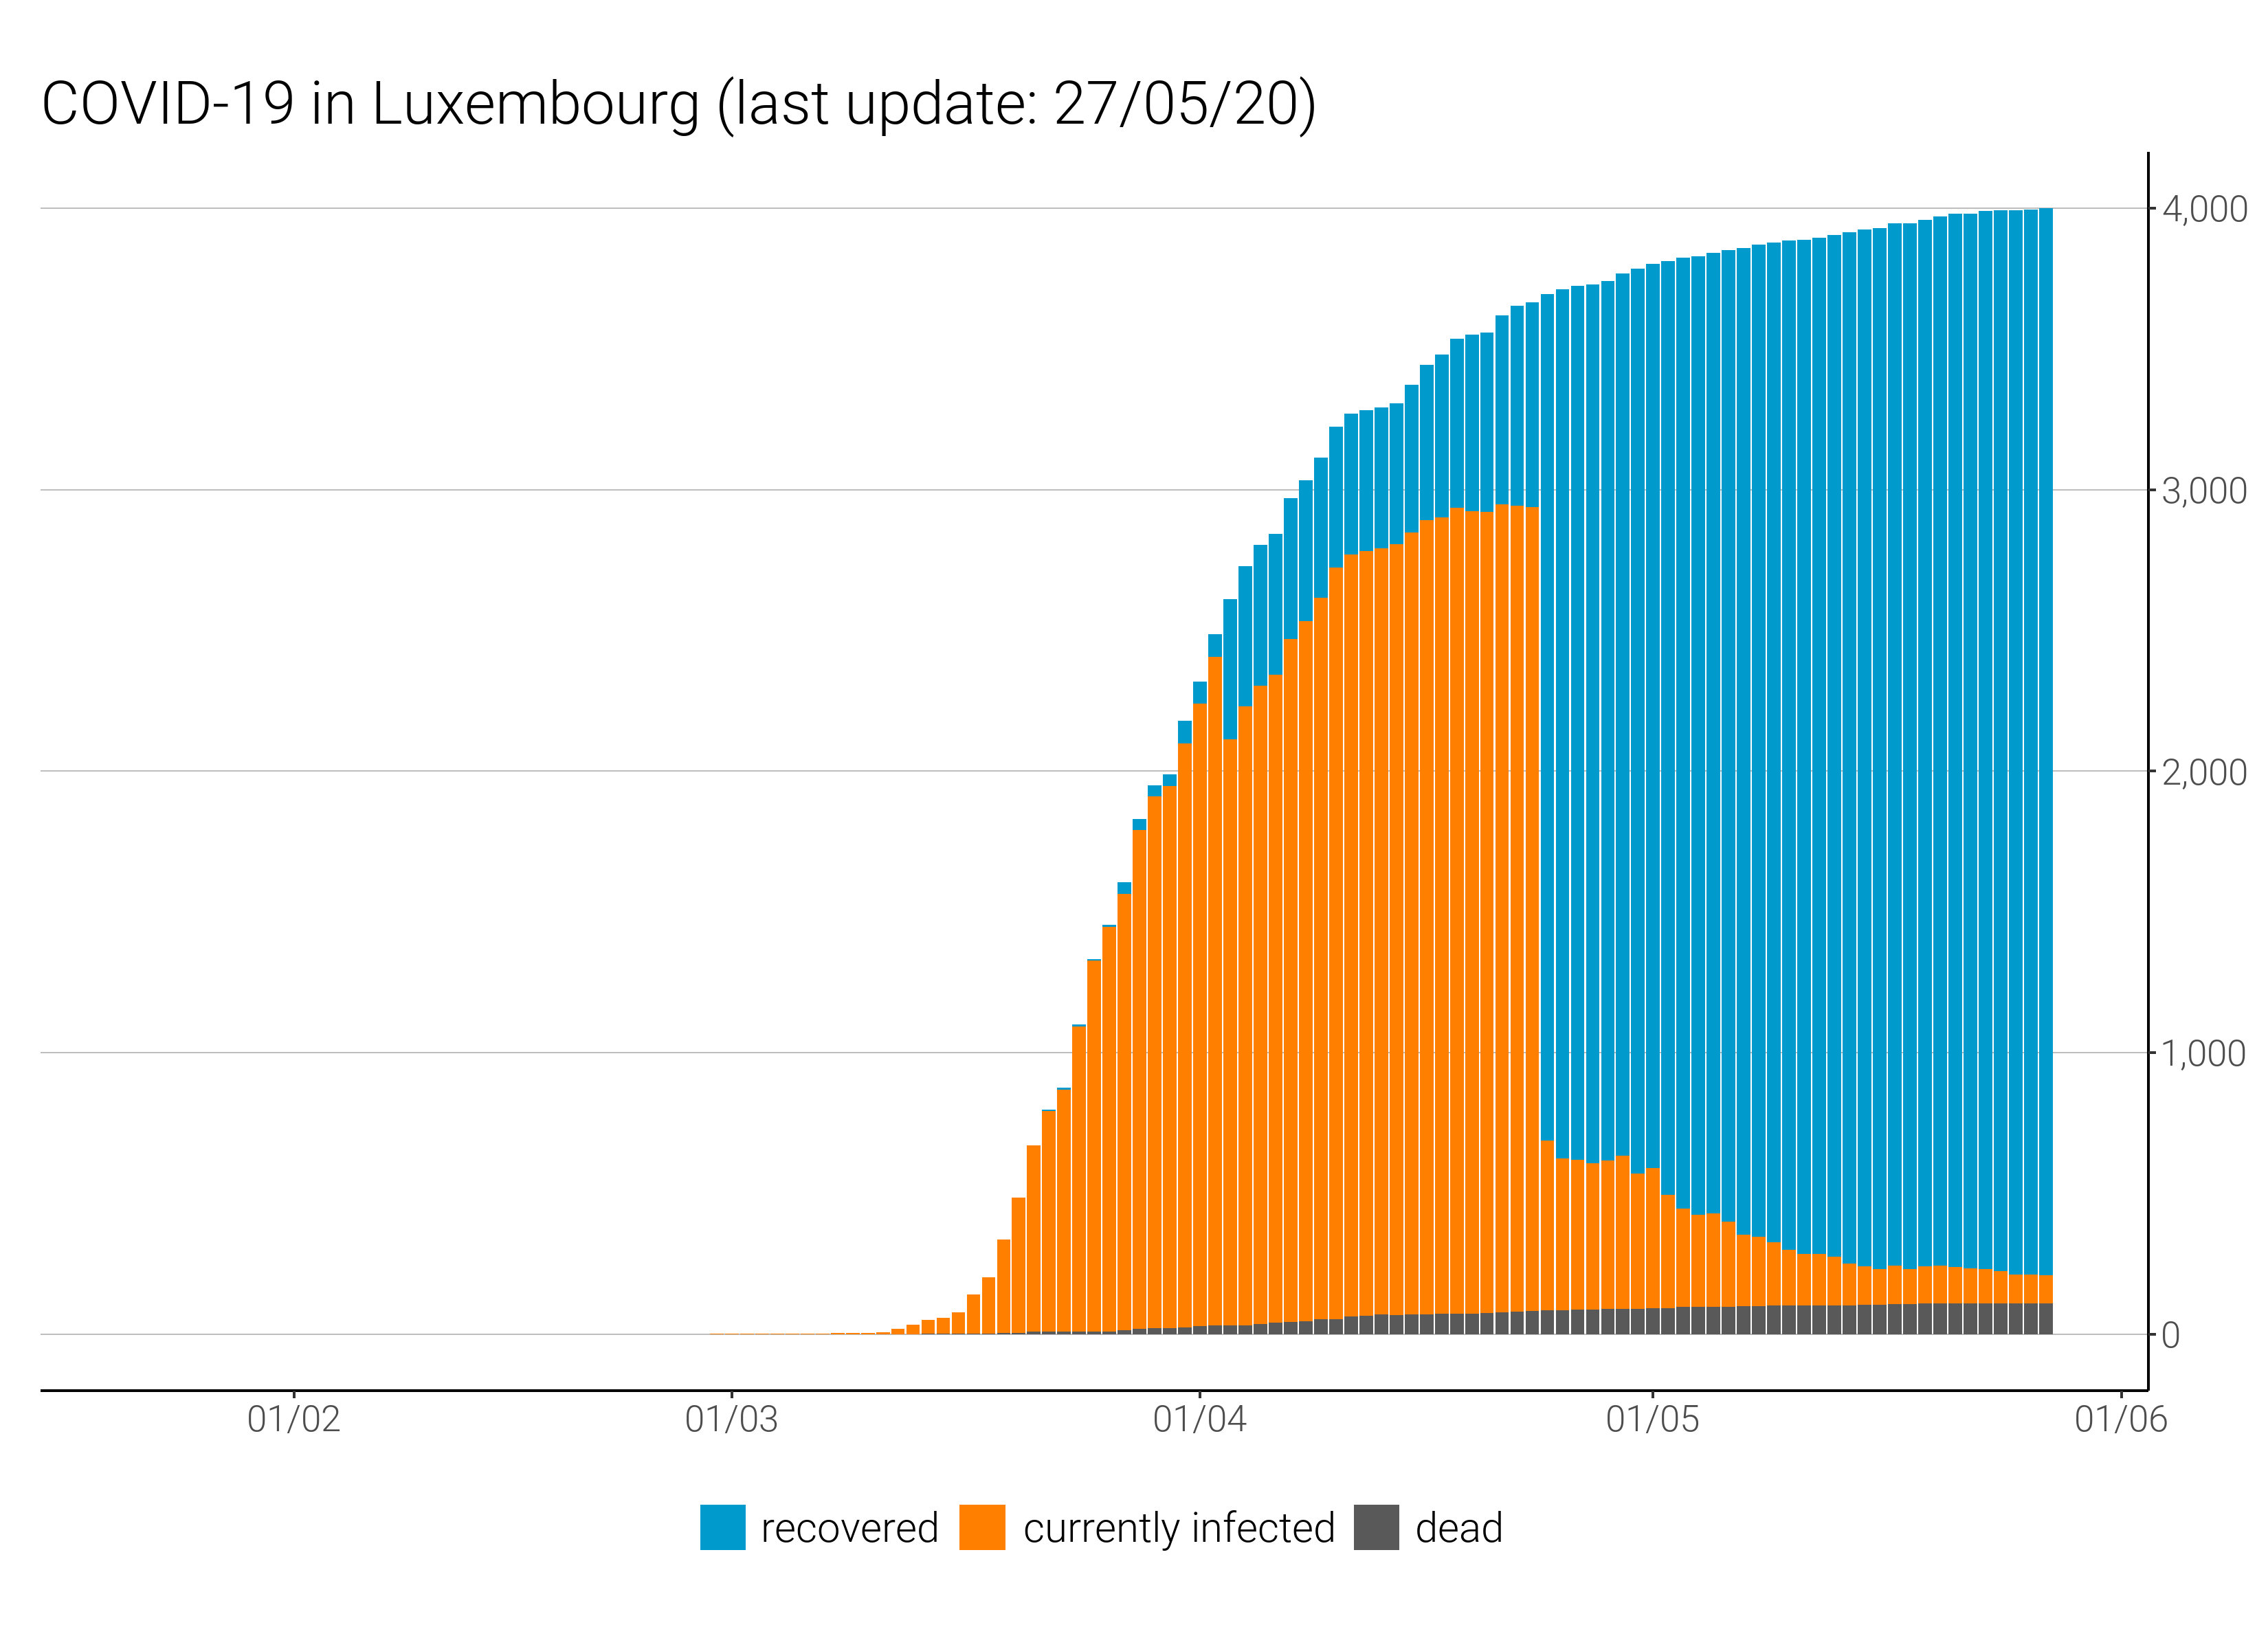 COVID-19 in Luxembourg (last update: 27/05/20)
4,000
3,000
2,000
1,000
0
01/02 01/03 01/04 01/05 01/06
recovered currently infected dead